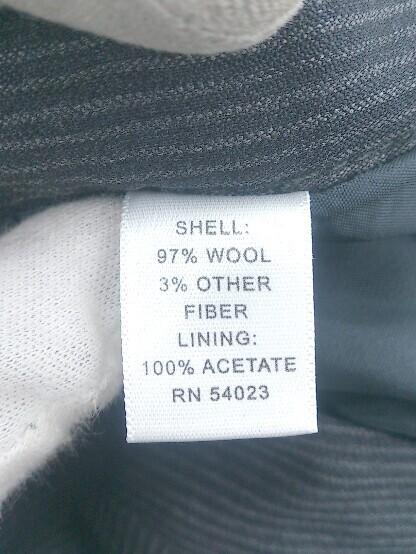 SHELL:
97% WOOL
3% OTHER
FIBER
LINING:
100% ACETATE
RN 54023